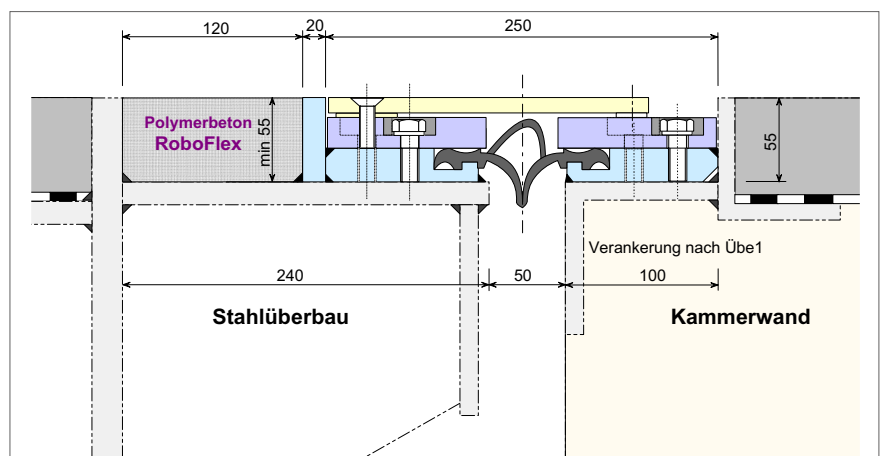 120
20
250
Polymerbeton
RoboFlex
min 55
55
Verankerung nach Übe1
240
50
100
Stahlüberbau
Kammerwand